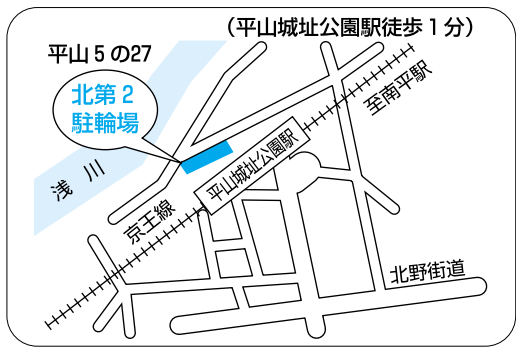 （平山城址公園駅徒歩１分）
平山５の27
北第２
駐輪場
至南平駅
平山城址公園駅
浅川
京王線
北野街道